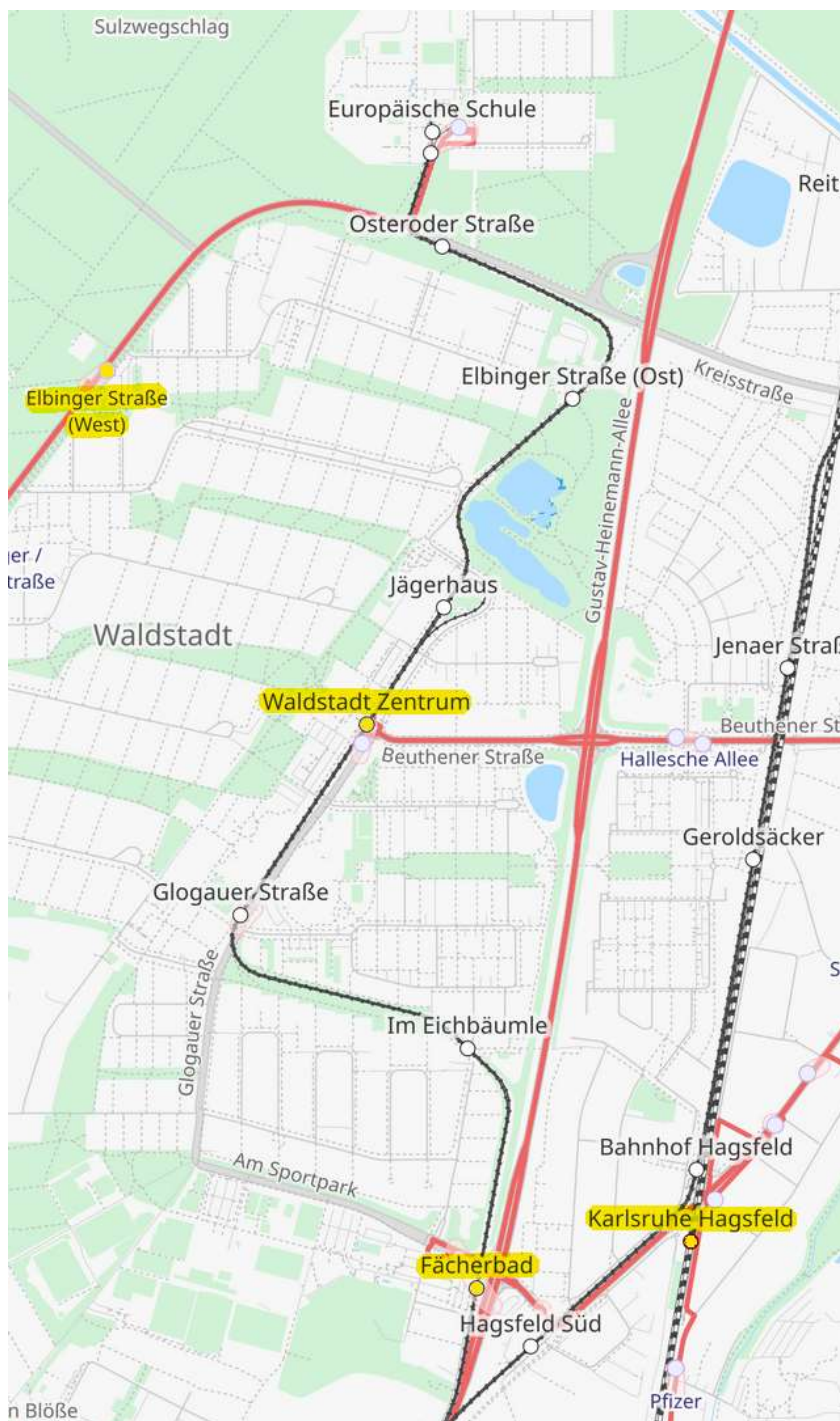 Sulzwegschlag
Europäische Schule
Reit
Osteroder Straße
Elbinger Straße (Ost)
Kreisstraße
Elbinger Straße
(West)
Gustav-Heinemann-Allee
ger /
traße
Jägerhaus
Waldstadt
Jenaer Straß
Waldstadt Zentrum
Beuthener St
Beuthener Straße
Hallesche Allee
Geroldsäcker
Glogauer Straße
S
Im Eichbäumle
Glogauer Straße
Bahnhof Hagsfeld
Am Sportpark
Karlsruhe Hagsfeld
Fächerbad
Hagsfeld Süd
Pfizer
n Blöße